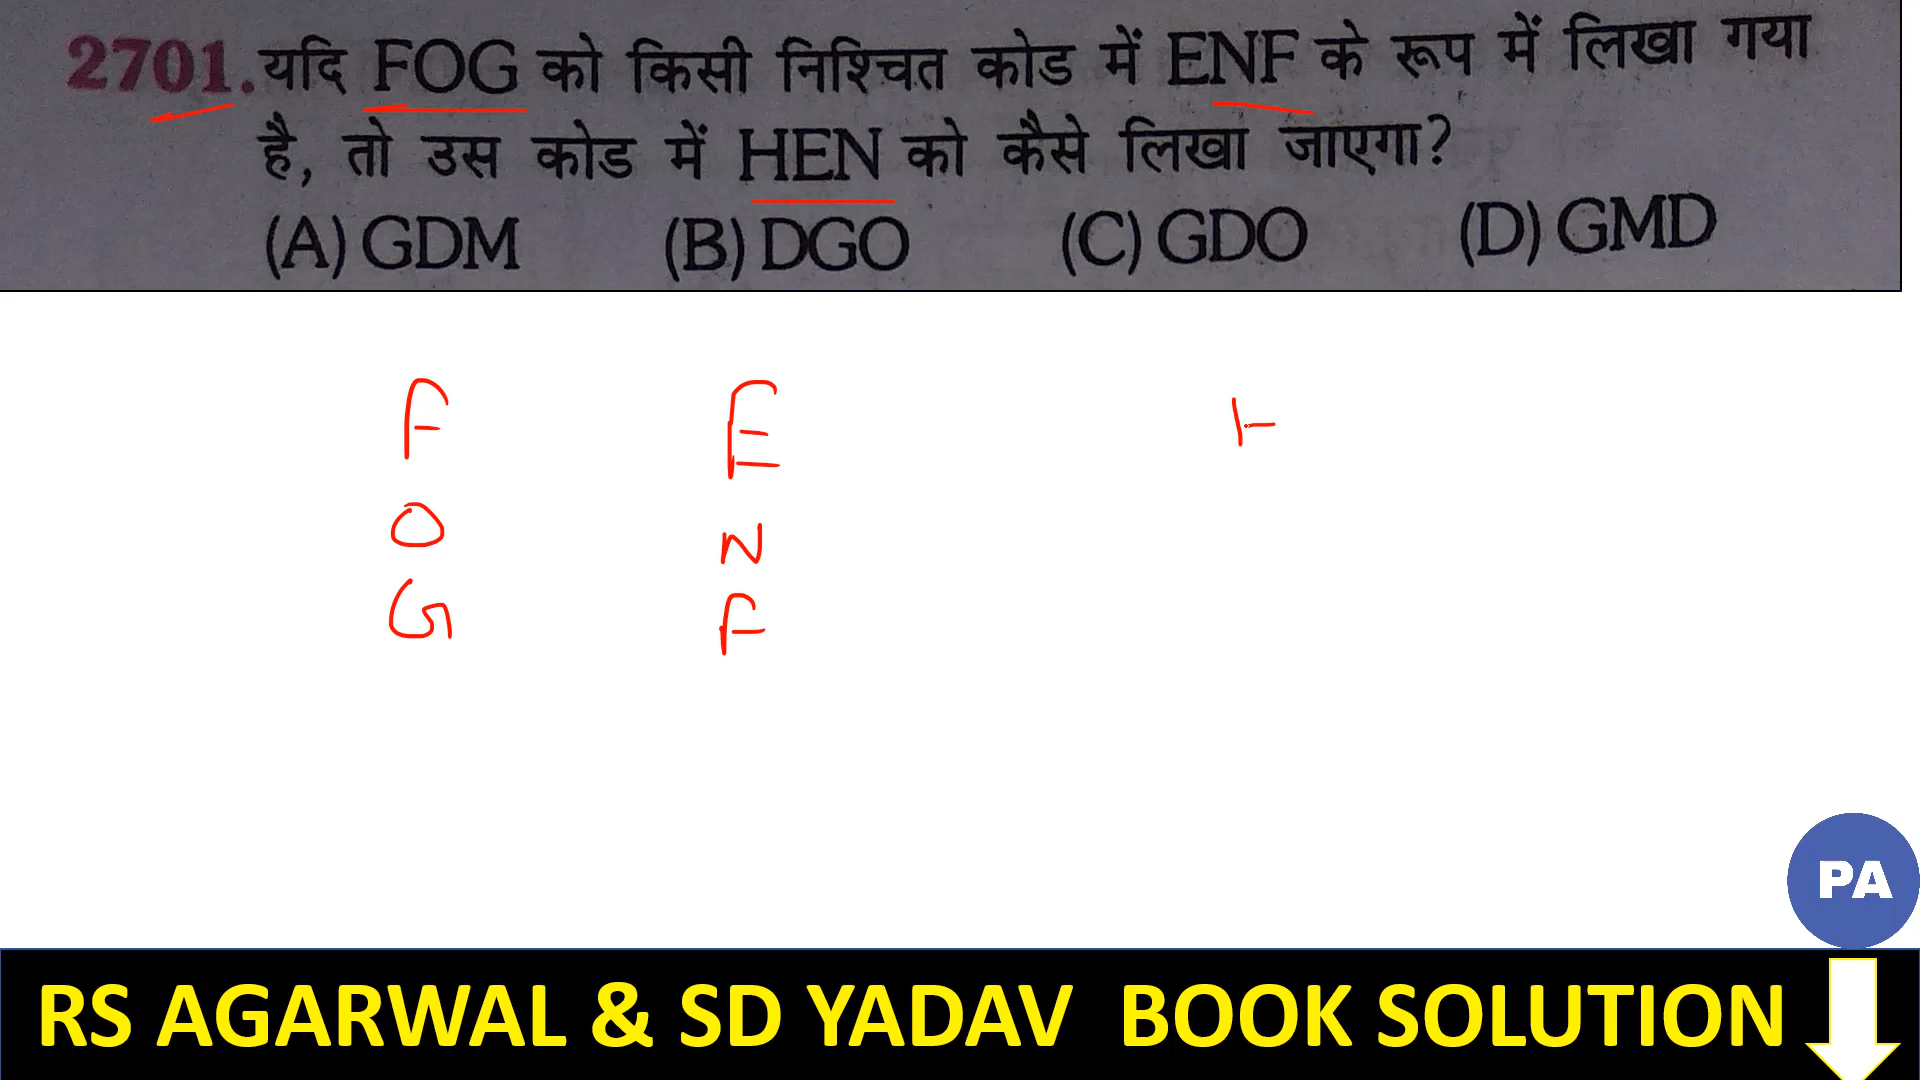 2701. यदि FOG को किसी निश्चित कोड में ENF के रूप में लिखा गया
है, तो उस कोड में HEN को कैसे लिखा जाएगा?
(A) GDM (B) DGO (C) GDO (D) GMD
F E
O N
G F
PA
RS AGARWAL & SD YADAV BOOK SOLUTION